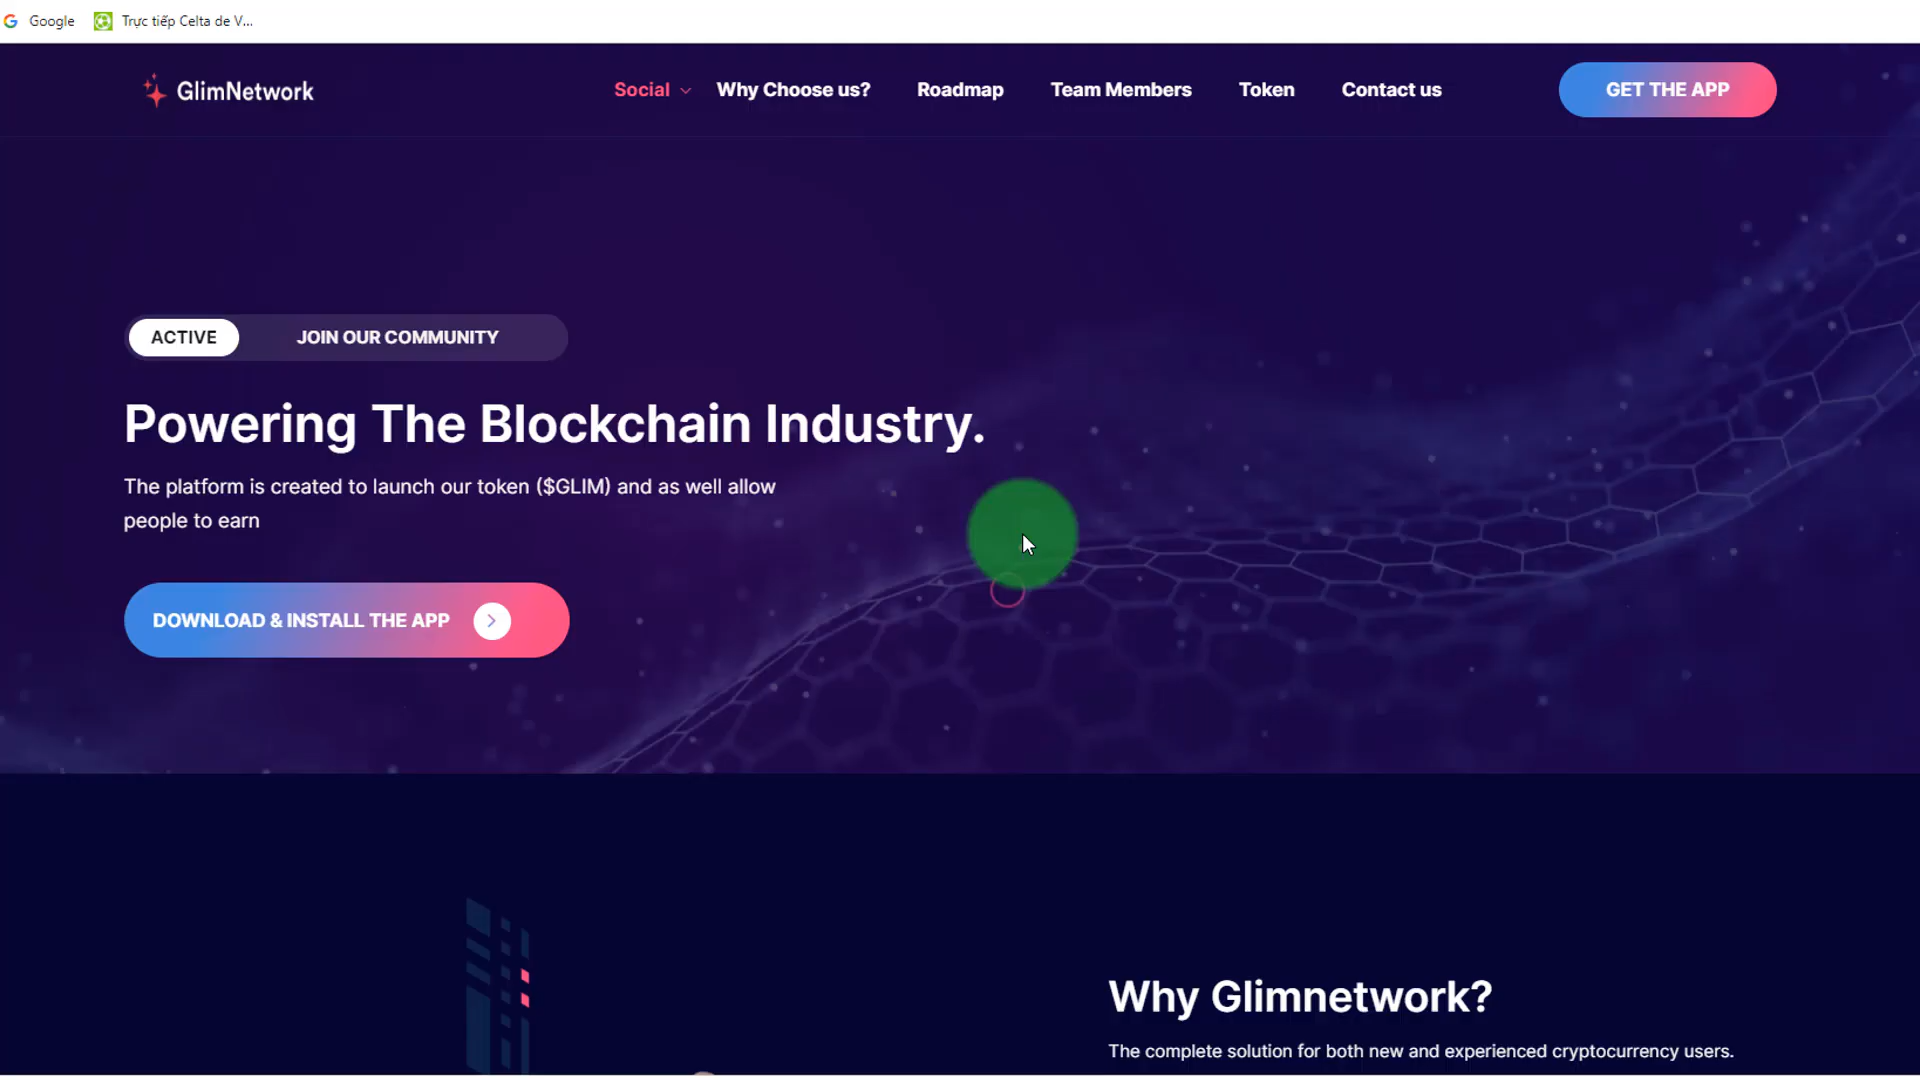 Google
Trực tiếp Celta de V...
GlimNetwork
Social
Why Choose us?
Roadmap
Team Members
Token
Contact us
GET THE APP
ACTIVE
JOIN OUR COMMUNITY
Powering The Blockchain Industry.
The platform is created to launch our token ($GLIM) and as well allow
people to earn
DOWNLOAD & INSTALL THE APP
Why Glimnetwork?
The complete solution for both new and experienced cryptocurrency users.